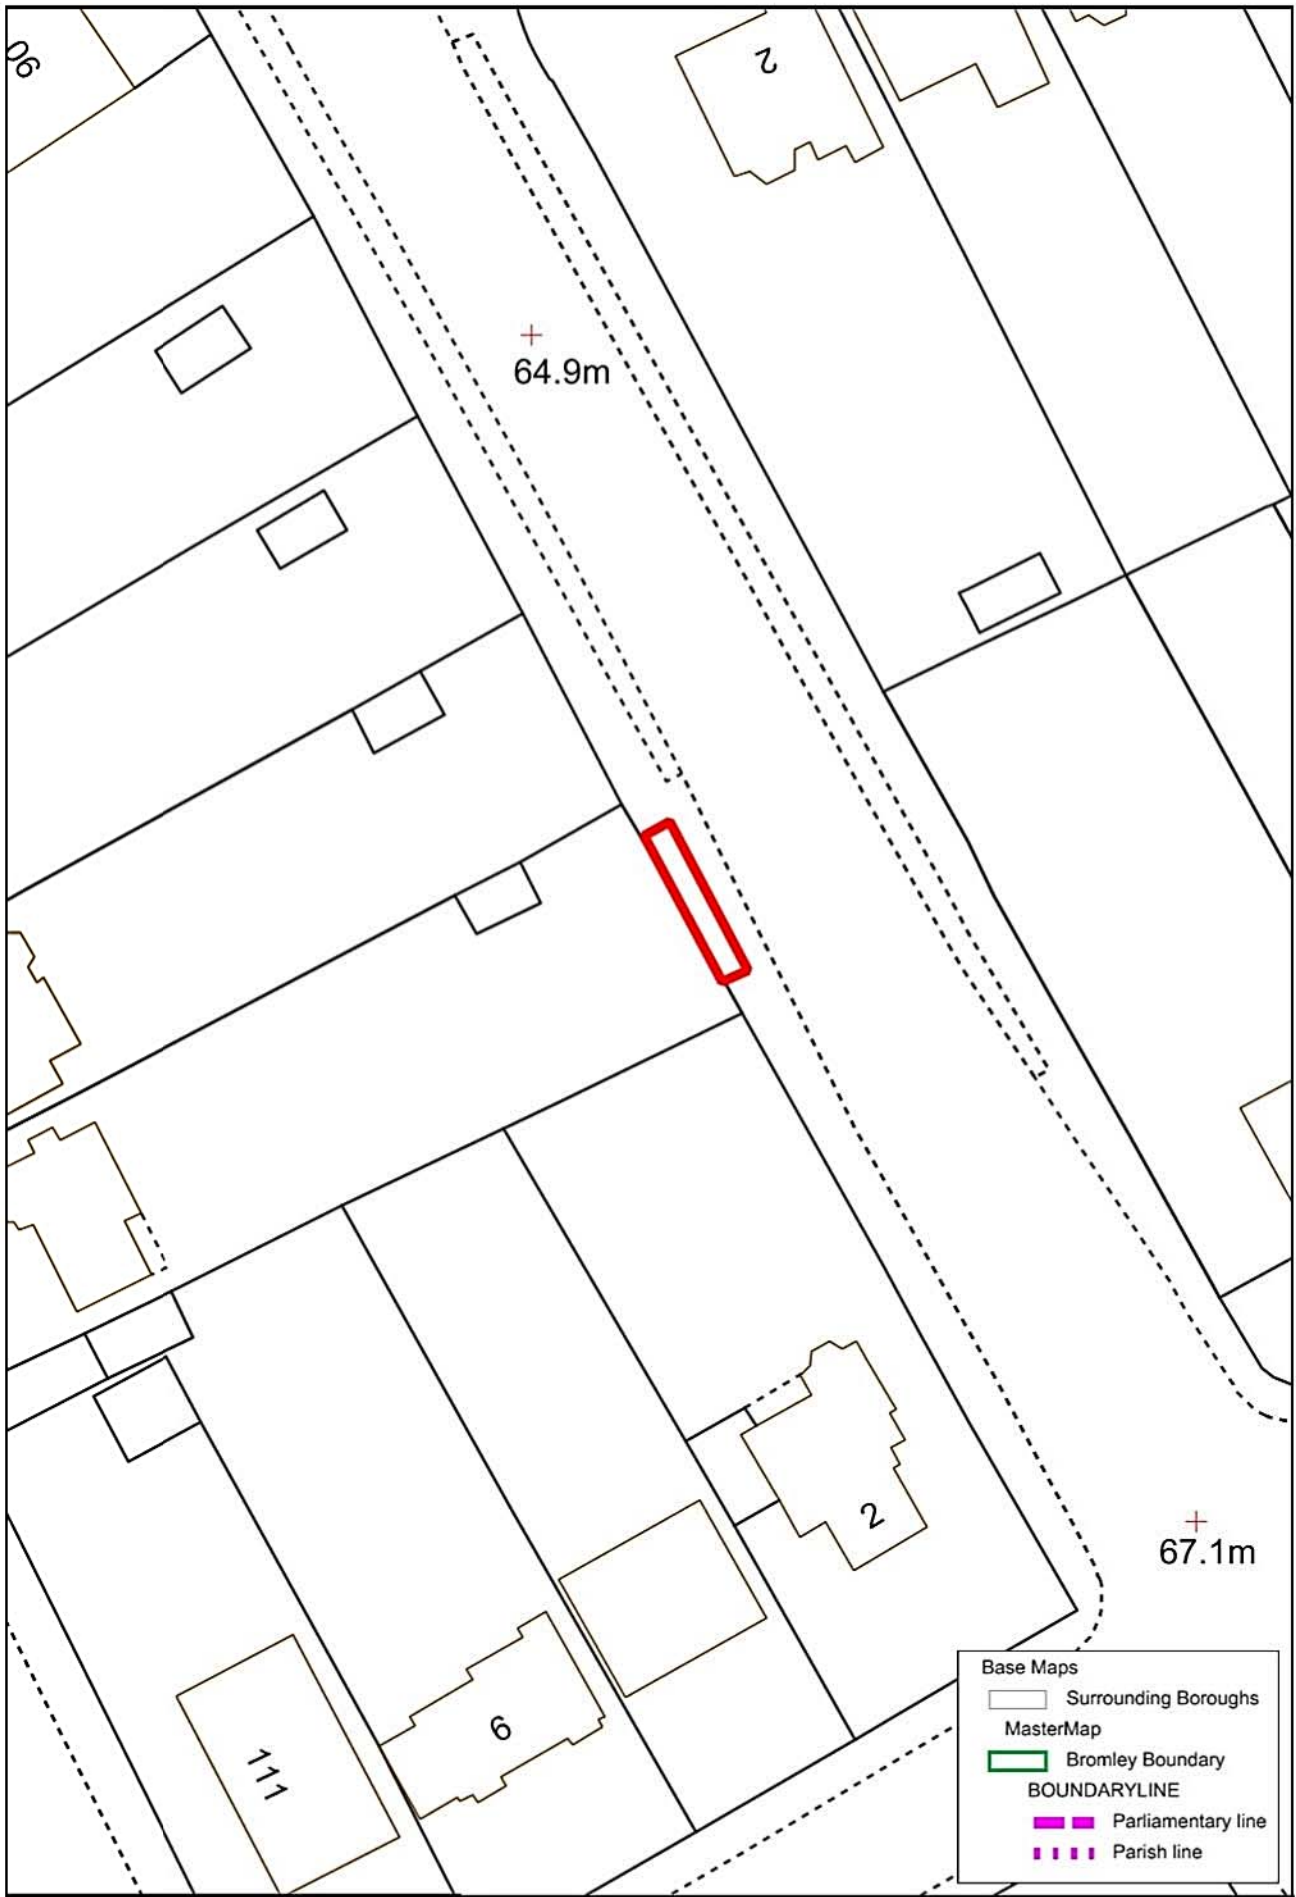 2
64.9m
2
67.1m
6
111
Base Maps
Surrounding Boroughs
MasterMap
Bromley Boundary
BOUNDARYLINE
Parliamentary line
Parish line